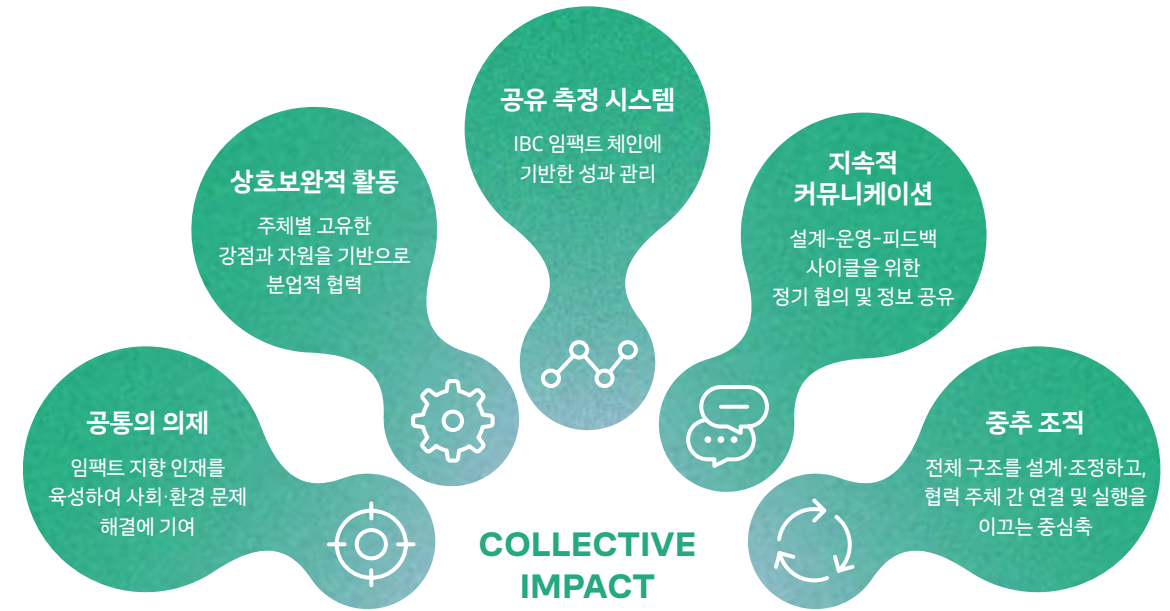 공유 측정 시스템
IBC 임팩트 체인에
기반한 성과 관리
상호보완적 활동
주체별 고유한
강점과 자원을 기반으로
분업적 협력
지속적
커뮤니케이션
설계-운영-피드백
사이클을 위한
정기 협의 및 정보 공유
공통의 의제
임팩트 지향 인재를
육성하여 사회·환경 문제
해결에 기여
중추 조직
전체 구조를 설계·조정하고,
협력 주체 간 연결 및 실행을
이끄는 중심축
COLLECTIVE
IMPACT